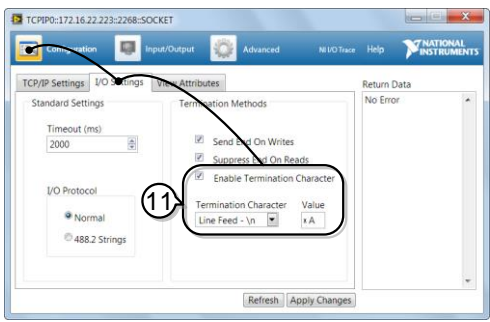 TCPIP0::172.16.22.223::2268::SOCKET
Configuration Input/Output Advanced NI I/O Trace Help NATIONAL INSTRUMENTS
TCP/IP Settings I/O Settings View Attributes
Return Data
No Error
Standard Settings
Timeout (ms)
2000
I/O Protocol
Normal
488.2 Strings
Termination Methods
Send End On Writes
Suppress End On Reads
Enable Termination Character
11
Termination Character Value
Line Feed - \n x A
Refresh Apply Changes